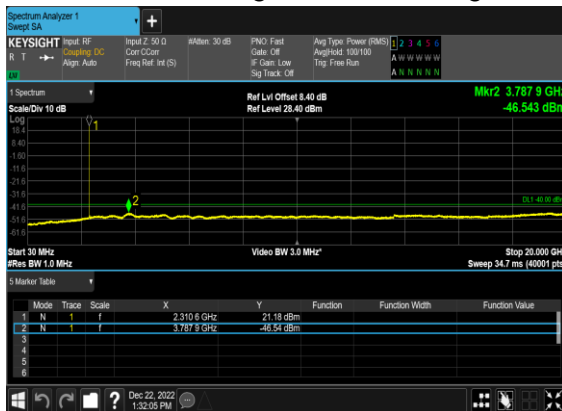 Spectrum Analyzer 1
Swept SA
+
KEYSIGHT Input: RF Input Z: 50 Ω #Atten: 30 dB PNO: Fast Avg Type: Power (RMS) 1 2 3 4 5 6
R T Coupling: DC Corr CCorr Gate: Off Avg|Hold: 100/100 A W W W W W
Align: Auto Freq Ref: Int (S) IF Gain: Low Trig: Free Run
Sig Track: Off A N N N N N
1 Spectrum
Scale/Div 10 dB Ref Lvl Offset 8.40 dB Mkr2 3.787 9 GHz
Ref Level 28.40 dBm -46.543 dBm
Log
18.4
8.40
-1.60
-11.6
-21.6
-31.6
-41.6
-51.6
-61.6
1
2
DL1 -40.00 dBm
Start 30 MHz Video BW 3.0 MHz* Stop 20.000 GHz
#Res BW 1.0 MHz Sweep 34.7 ms (40001 pts)
5 Marker Table
Mode Trace Scale X Y Function Function Width Function Value
1 N 1 f 2.310 6 GHz 21.18 dBm
2 N 1 f 3.787 9 GHz -46.54 dBm
3
4
5
6
? Dec 22, 2022
1:32:05 PM